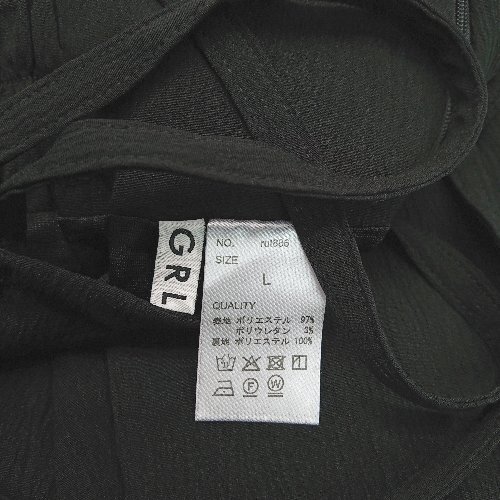 GRL
NO. ru1886
SIZE
L
QUALITY
表地 ポリエステル 97%
ポリウレタン 3%
裏地 ポリエステル 100%
F W